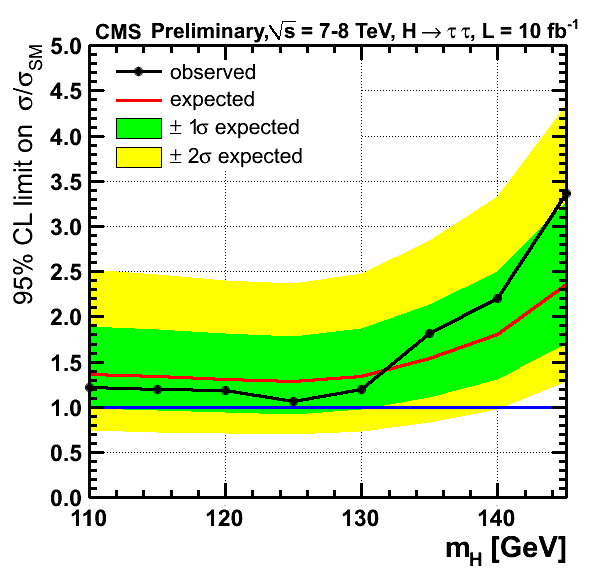 CMS Preliminary, √s = 7-8 TeV, H → τ τ, L = 10 fb⁻¹
95% CL limit on σ/σSM
5.0
4.5
4.0
3.5
3.0
2.5
2.0
1.5
1.0
0.5
0.0
observed
expected
± 1σ expected
± 2σ expected
110 120 130 140
mH [GeV]